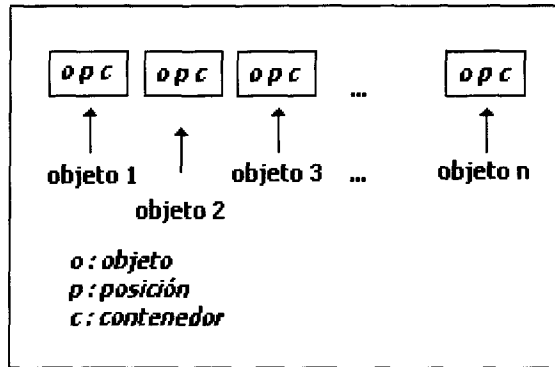 o p c o p c o p c ... o p c
objeto 1 objeto 3 ... objeto n
objeto 2
o : objeto
p : posición
c : contenedor